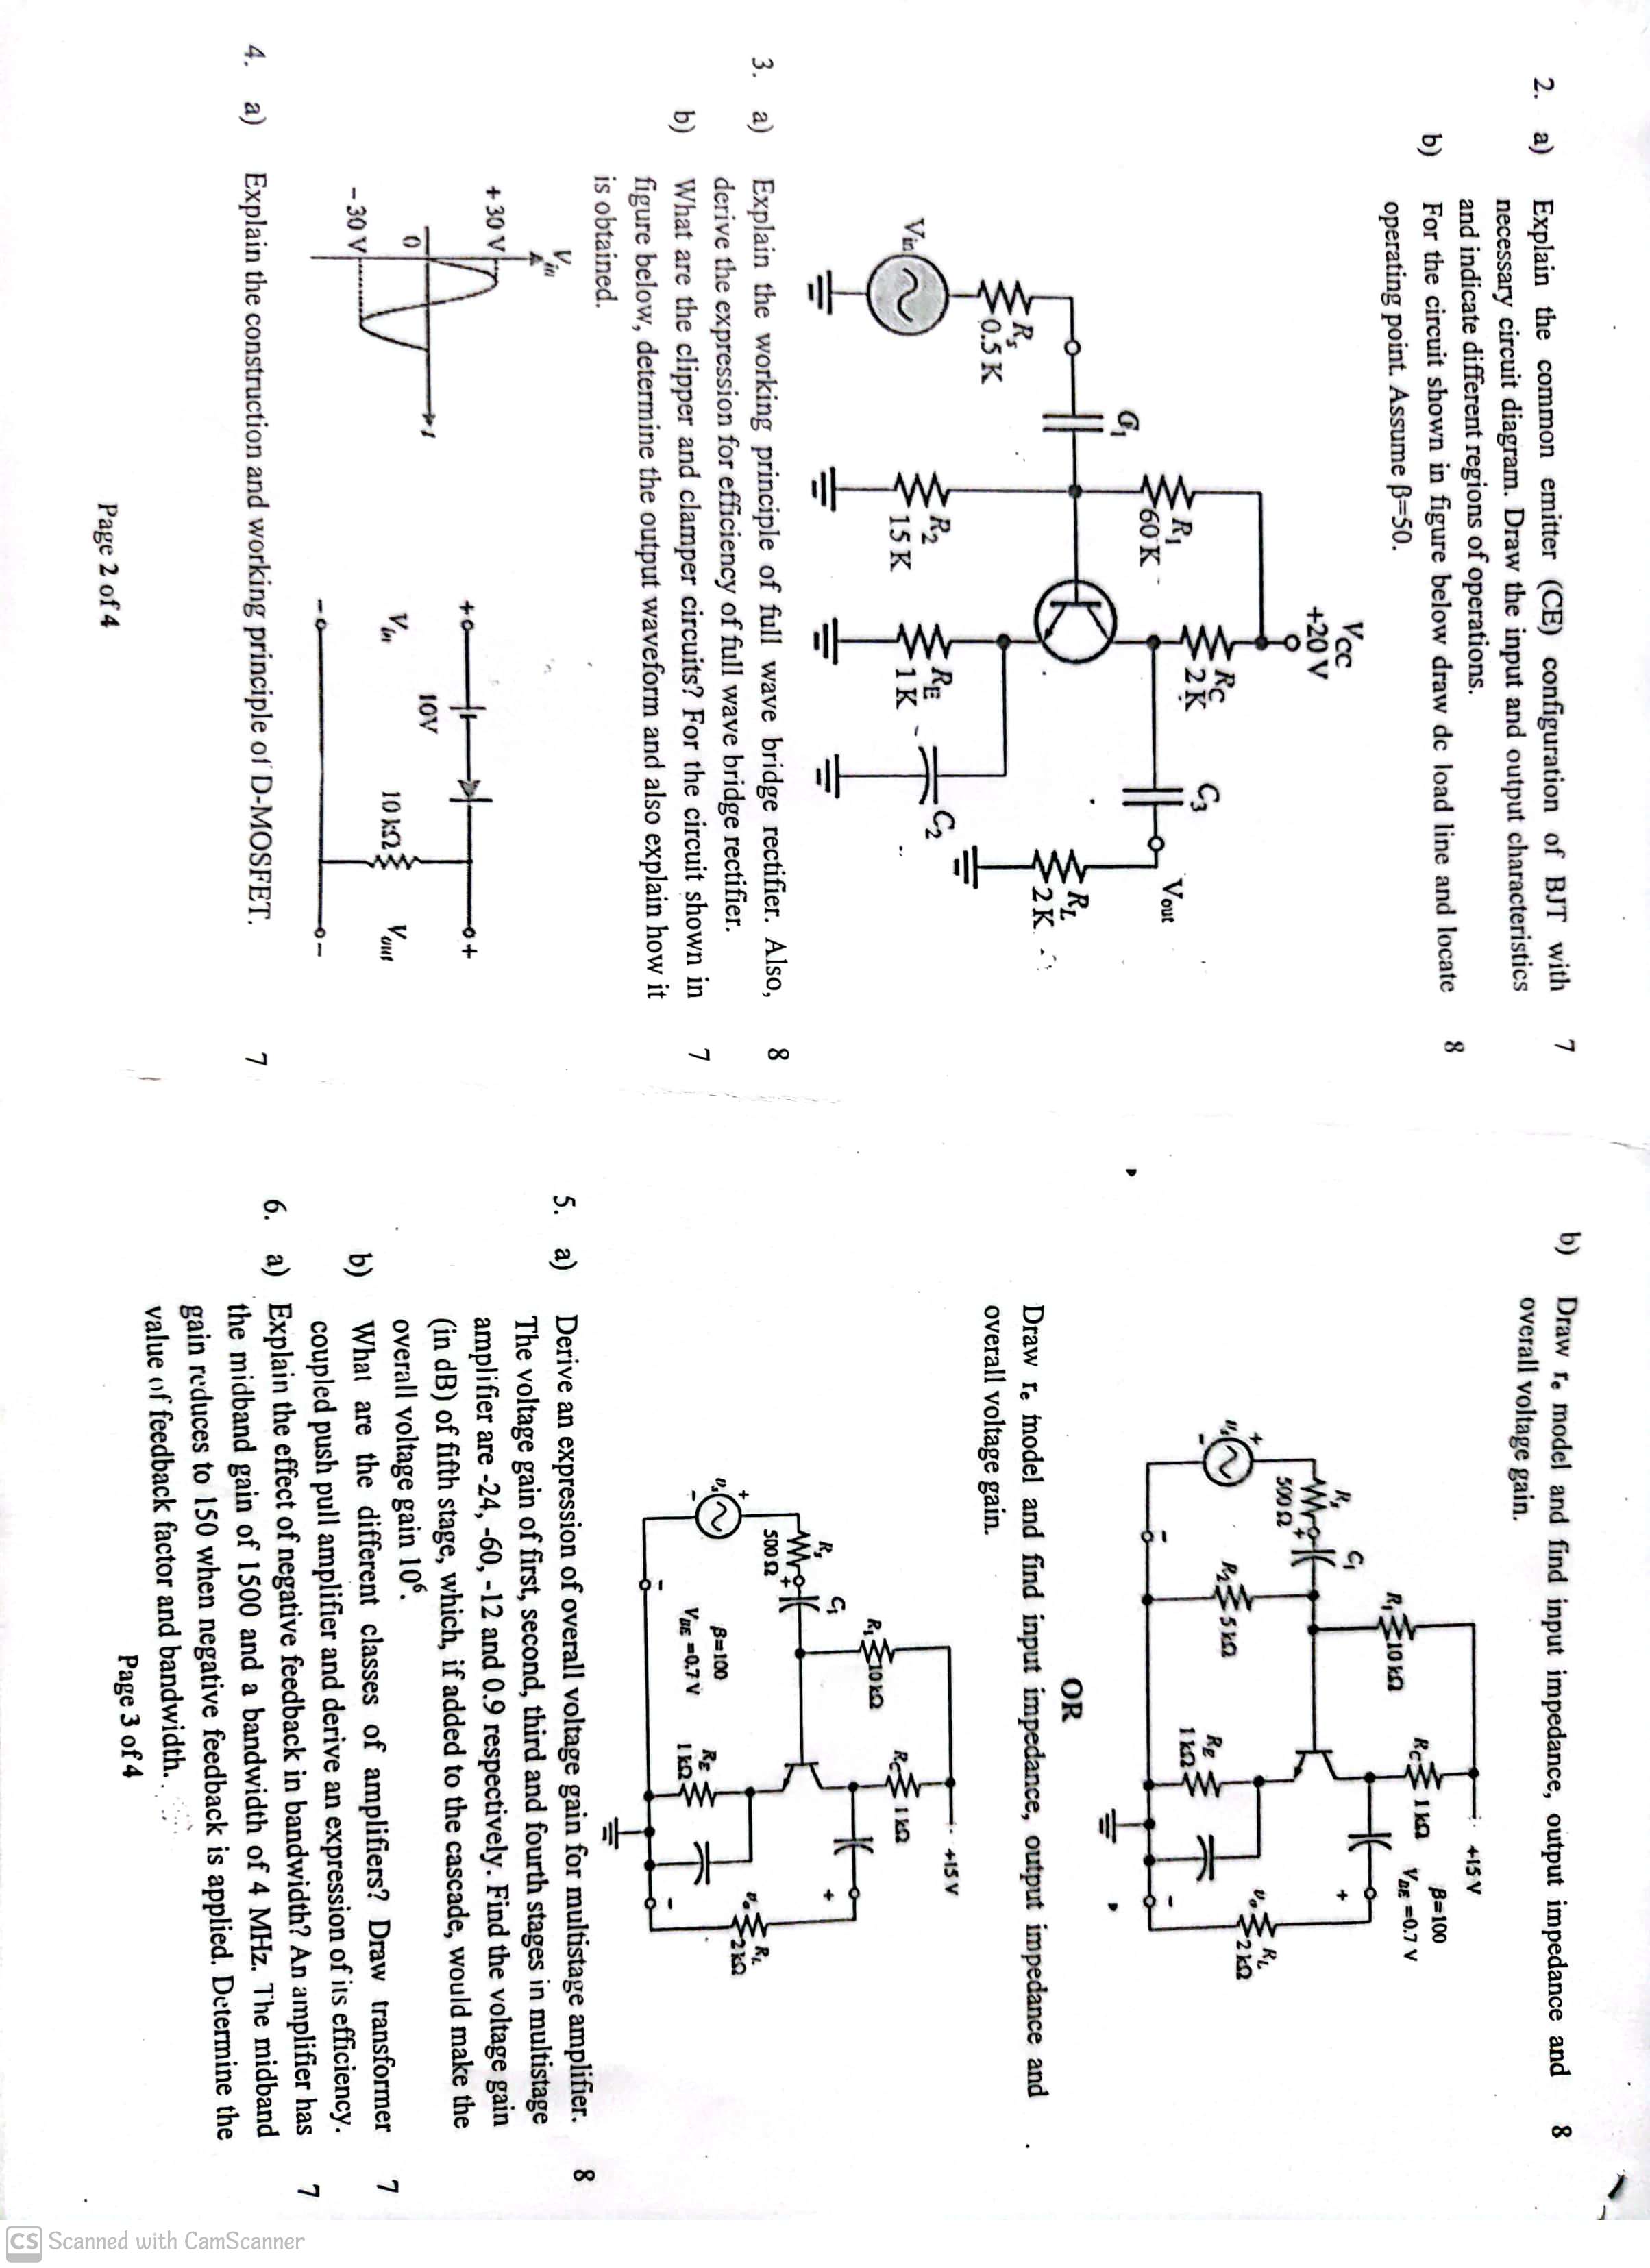 2. a) Explain the common emitter (CE) configuration of BJT with 7
necessary circuit diagram. Draw the input and output characteristics
and indicate different regions of operations.
b) For the circuit shown in figure below draw dc load line and locate 8
operating point. Assume β=50.
VCC
+20 V
RC
2 K
R1
60 K
C3
Vout
C1
RL
2 K
Rs
0.5 K
Vin
R2
15 K
RE
1 K
C2
3. a) Explain the working principle of full wave bridge rectifier. Also, 8
derive the expression for efficiency of full wave bridge rectifier.
b) What are the clipper and clamper circuits? For the circuit shown in 7
figure below, determine the output waveform and also explain how it
is obtained.
Vin
+30 V
0
t
-30 V
+ +
10V
Vin 10 kΩ Vout
- -
4. a) Explain the construction and working principle of D-MOSFET. 7
Page 2 of 4
b) Draw re model and find input impedance, output impedance and 8
overall voltage gain.
+15 V
R1 10 kΩ
RC 1 kΩ
β=100
VBE =0.7 V
Rs
500 Ω
+
C1
+
vs
+
-
R2 5 kΩ
RE
1 kΩ
vo
RL
2 kΩ
-
-
OR
Draw re model and find input impedance, output impedance and
overall voltage gain.
+15 V
R1 10 kΩ
RC 1 kΩ
Rs
500 Ω
+
C1
+
vs
+
-
β=100
VBE =0.7 V
RE
1 kΩ
vo
RL
2 kΩ
-
-
5. a) Derive an expression of overall voltage gain for multistage amplifier. 8
The voltage gain of first, second, third and fourth stages in multistage
amplifier are -24, -60, -12 and 0.9 respectively. Find the voltage gain
(in dB) of fifth stage, which, if added to the cascade, would make the
overall voltage gain 10⁶.
b) What are the different classes of amplifiers? Draw transformer 7
coupled push pull amplifier and derive an expression of its efficiency.
6. a) Explain the effect of negative feedback in bandwidth? An amplifier has 7
the midband gain of 1500 and a bandwidth of 4 MHz. The midband
gain reduces to 150 when negative feedback is applied. Determine the
value of feedback factor and bandwidth.
Page 3 of 4
CS Scanned with CamScanner